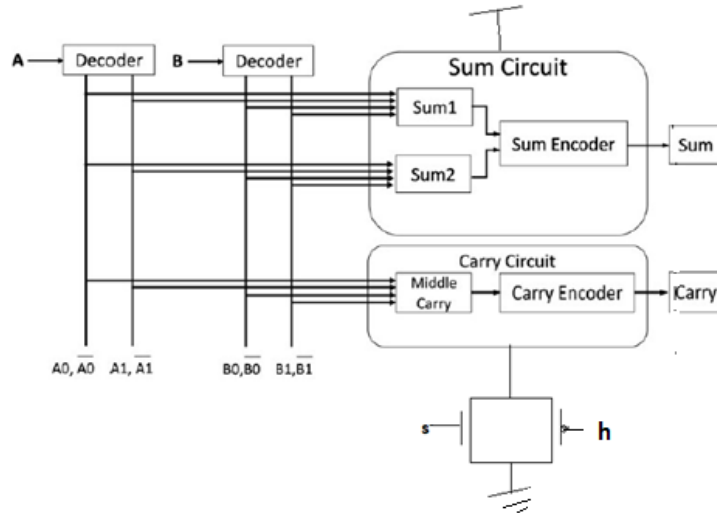 A
Decoder
B
Decoder
Sum Circuit
Sum1
Sum Encoder
Sum
Sum2
Carry Circuit
Middle
Carry
Carry Encoder
Carry
A0, A0̅
A1, A1̅
B0,B0̅
B1,B1̅
s
h